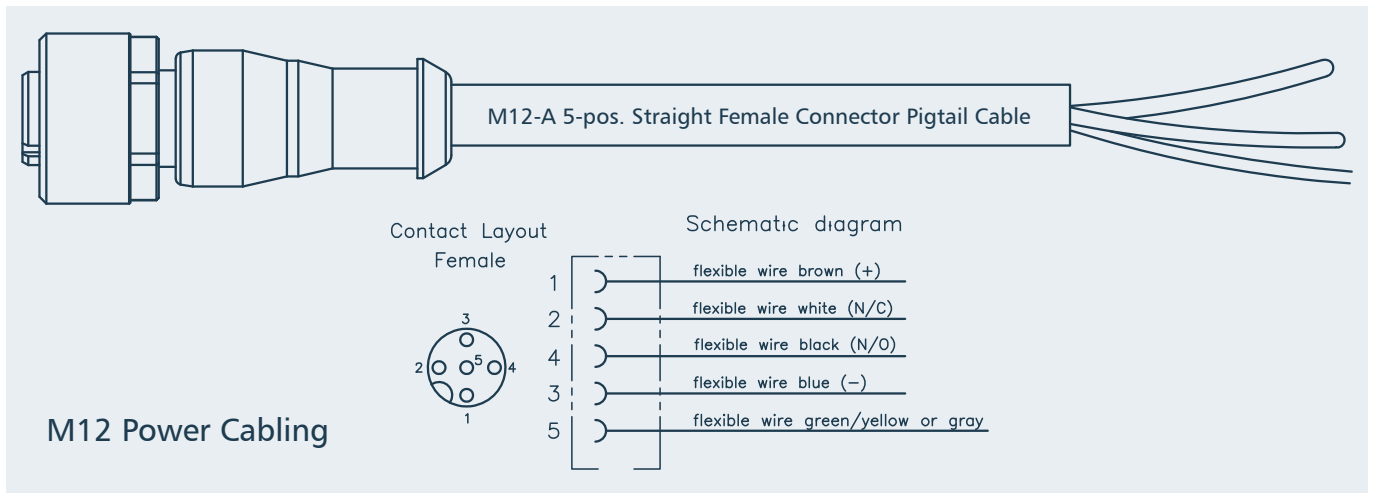 M12-A 5-pos. Straight Female Connector Pigtail Cable
Contact Layout
Female
Schematic diagram
1 flexible wire brown (+)
2 flexible wire white (N/C)
4 flexible wire black (N/O)
3 flexible wire blue (−)
5 flexible wire green/yellow or gray
3
2 5 4
1
M12 Power Cabling